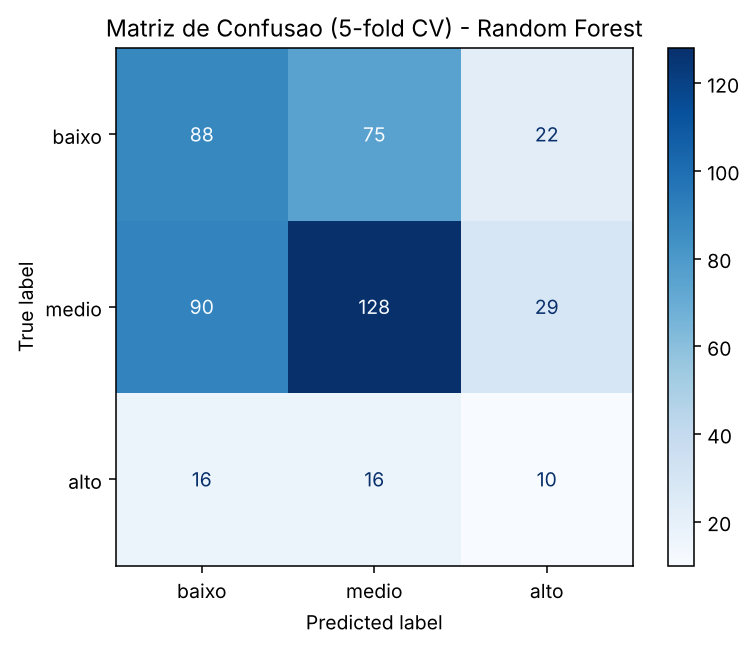 Matriz de Confusao (5-fold CV) - Random Forest
True label
baixo 88 75 22
medio 90 128 29
alto 16 16 10
baixo medio alto
Predicted label
120
100
80
60
40
20